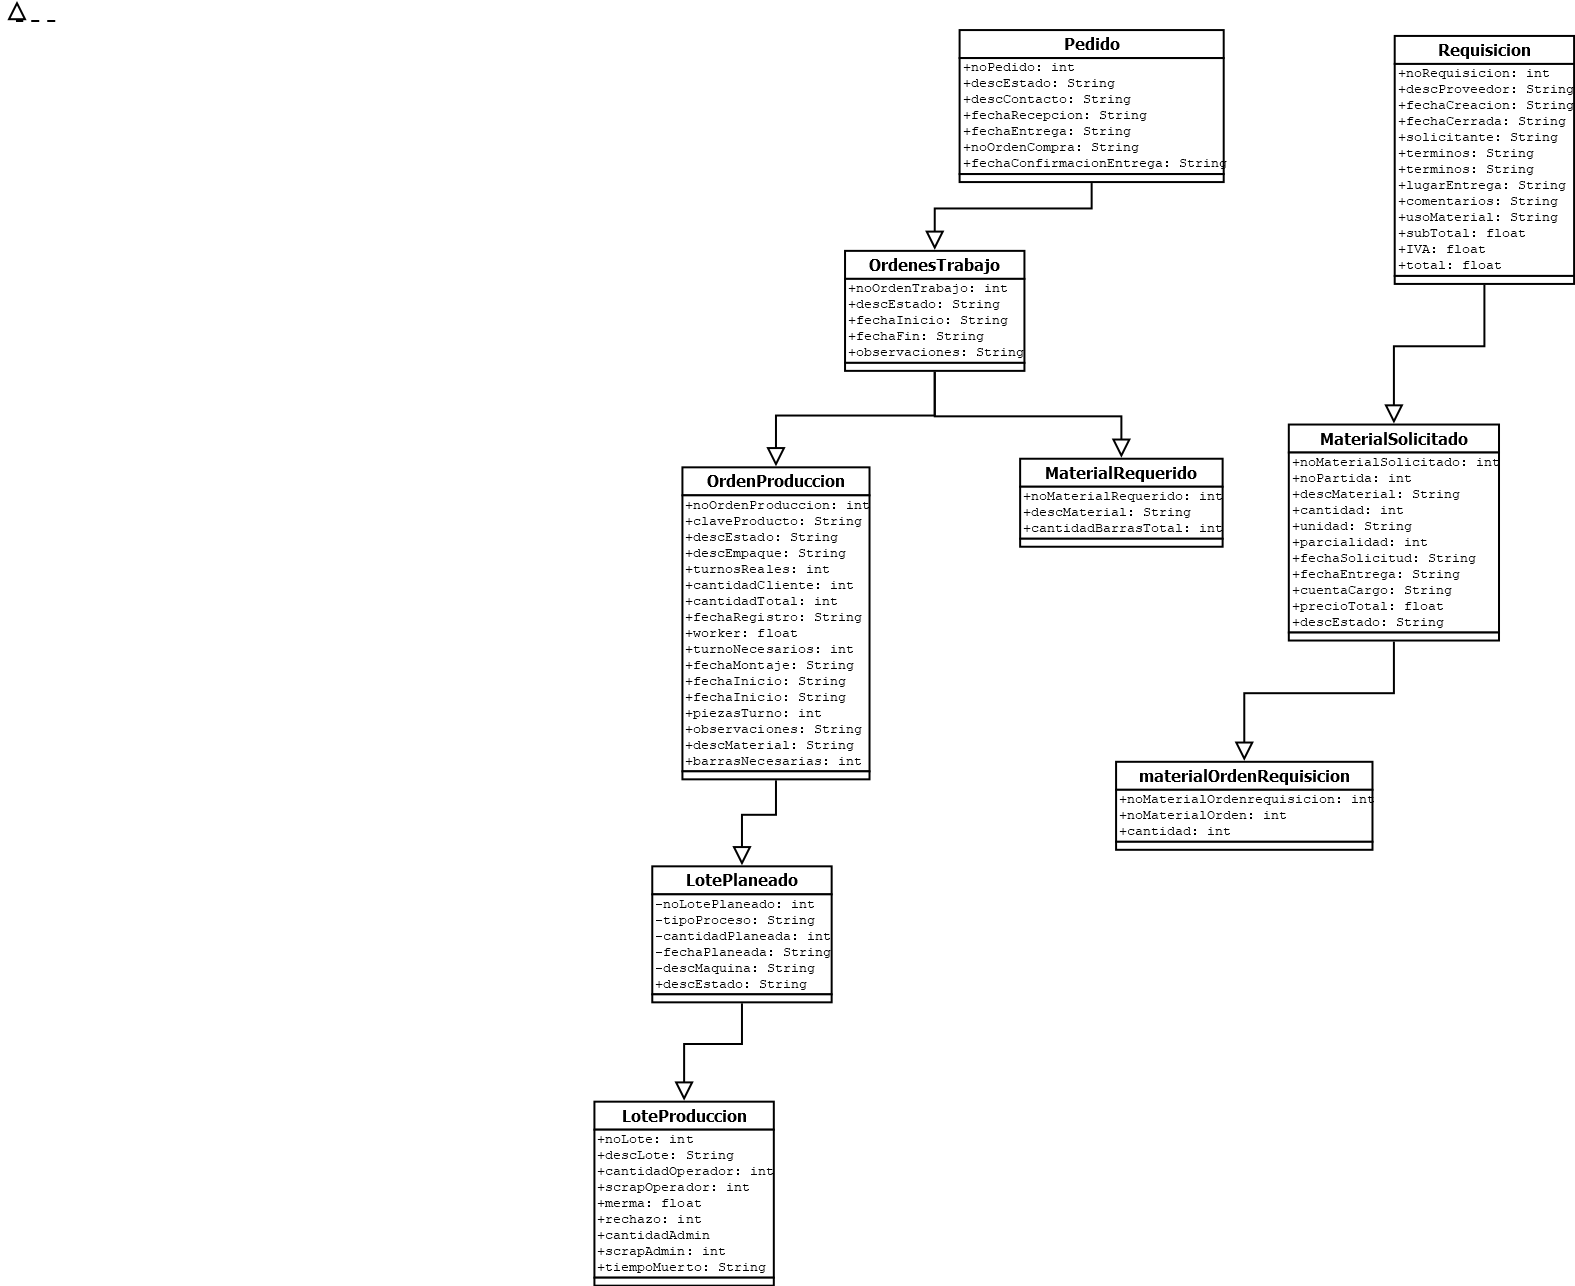 Pedido
+noPedido: int
+descEstado: String
+descContacto: String
+fechaRecepcion: String
+fechaEntrega: String
+noOrdenCompra: String
+fechaConfirmacionEntrega: String
Requisicion
+noRequisicion: int
+descProveedor: String
+fechaCreacion: String
+fechaCerrada: String
+solicitante: String
+terminos: String
+terminos: String
+lugarEntrega: String
+comentarios: String
+usoMaterial: String
+subTotal: float
+IVA: float
+total: float
OrdenesTrabajo
+noOrdenTrabajo: int
+descEstado: String
+fechaInicio: String
+fechaFin: String
+observaciones: String
MaterialSolicitado
+noMaterialSolicitado: int
+noPartida: int
+descMaterial: String
+cantidad: int
+unidad: String
+parcialidad: int
+fechaSolicitud: String
+fechaEntrega: String
+cuentaCargo: String
+precioTotal: float
+descEstado: String
MaterialRequerido
+noMaterialRequerido: int
+descMaterial: String
+cantidadBarrasTotal: int
OrdenProduccion
+noOrdenProduccion: int
+claveProducto: String
+descEstado: String
+descEmpaque: String
+turnosReales: int
+cantidadCliente: int
+cantidadTotal: int
+fechaRegistro: String
+worker: float
+turnoNecesarios: int
+fechaMontaje: String
+fechaInicio: String
+fechaInicio: String
+piezasTurno: int
+observaciones: String
+descMaterial: String
+barrasNecesarias: int
materialOrdenRequisicion
+noMaterialOrdenrequisicion: int
+noMaterialOrden: int
+cantidad: int
LotePlaneado
-noLotePlaneado: int
-tipoProceso: String
-cantidadPlaneada: int
-fechaPlaneada: String
-descMaquina: String
+descEstado: String
LoteProduccion
+noLote: int
+descLote: String
+cantidadOperador: int
+scrapOperador: int
+merma: float
+rechazo: int
+cantidadAdmin
+scrapAdmin: int
+tiempoMuerto: String